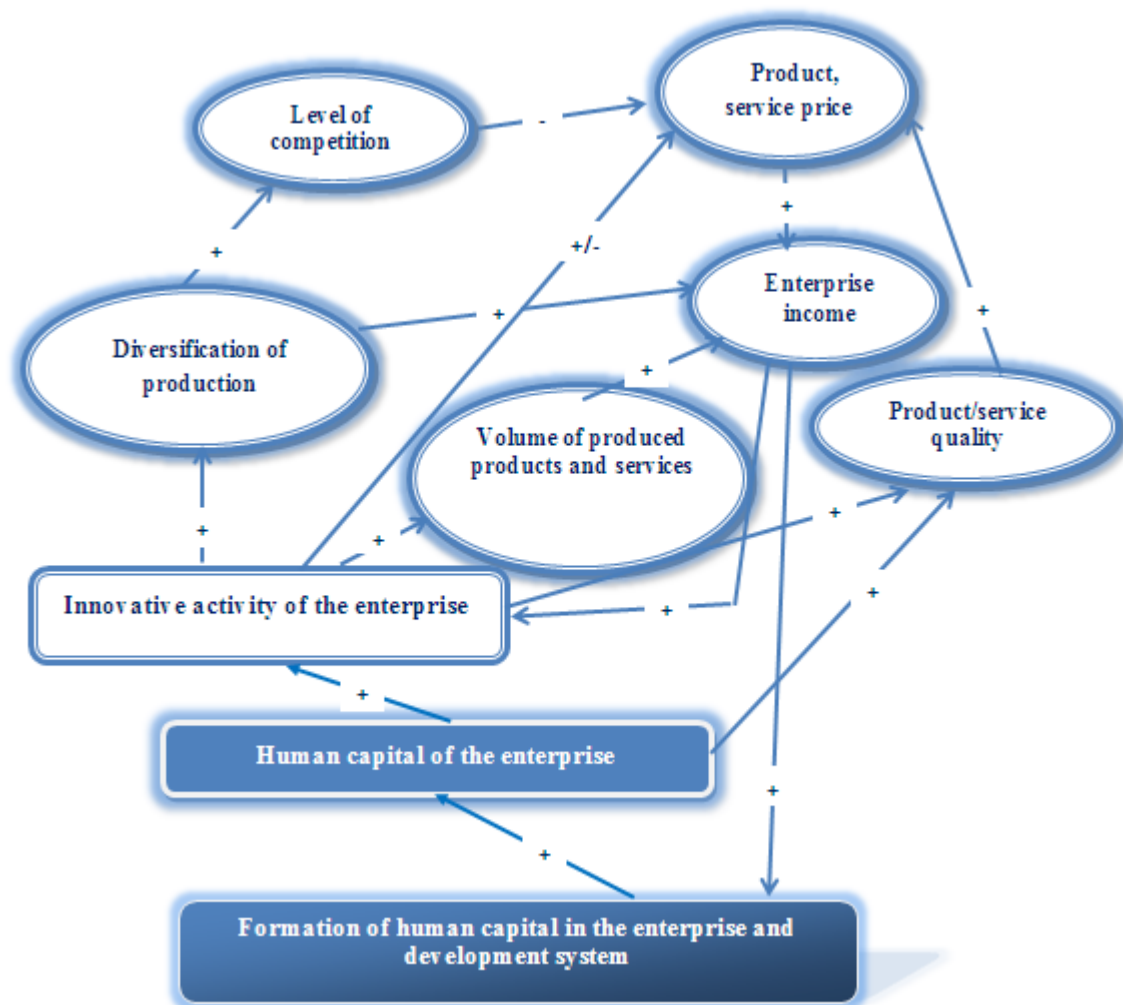 Product,
service price
Level of
competition
-
+
+
+/-
Enterprise
income
+
+
Diversification of
production
+
Product/service
quality
Volume of produced
products and services
+
+
+
Innovative activity of the enterprise
+
+
+
Human capital of the enterprise
+
+
Formation of human capital in the enterprise and
development system